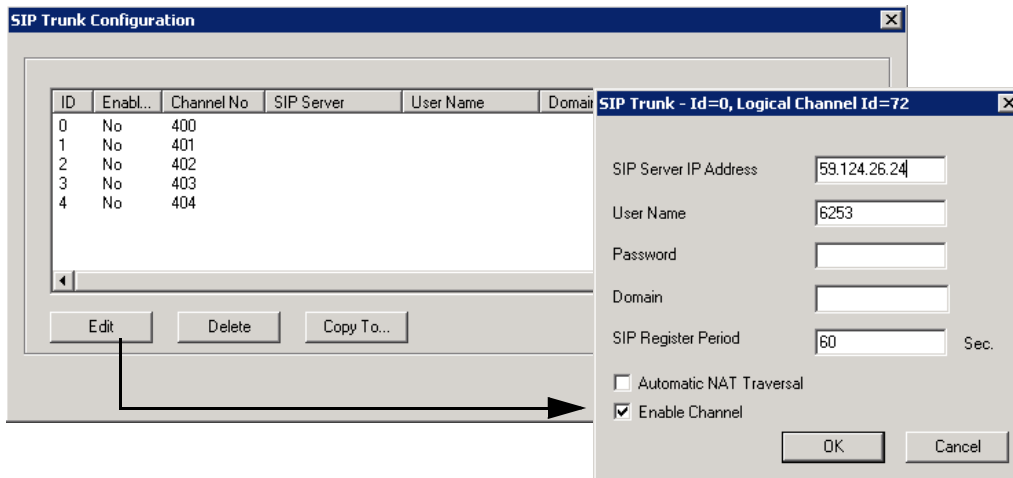 SIP Trunk Configuration
ID Enabl... Channel No SIP Server User Name Domain
0 No 400
1 No 401
2 No 402
3 No 403
4 No 404
Edit Delete Copy To...
SIP Trunk - Id=0, Logical Channel Id=72
SIP Server IP Address 59.124.26.24
User Name 6253
Password
Domain
SIP Register Period 60 Sec.
Automatic NAT Traversal
Enable Channel
OK Cancel